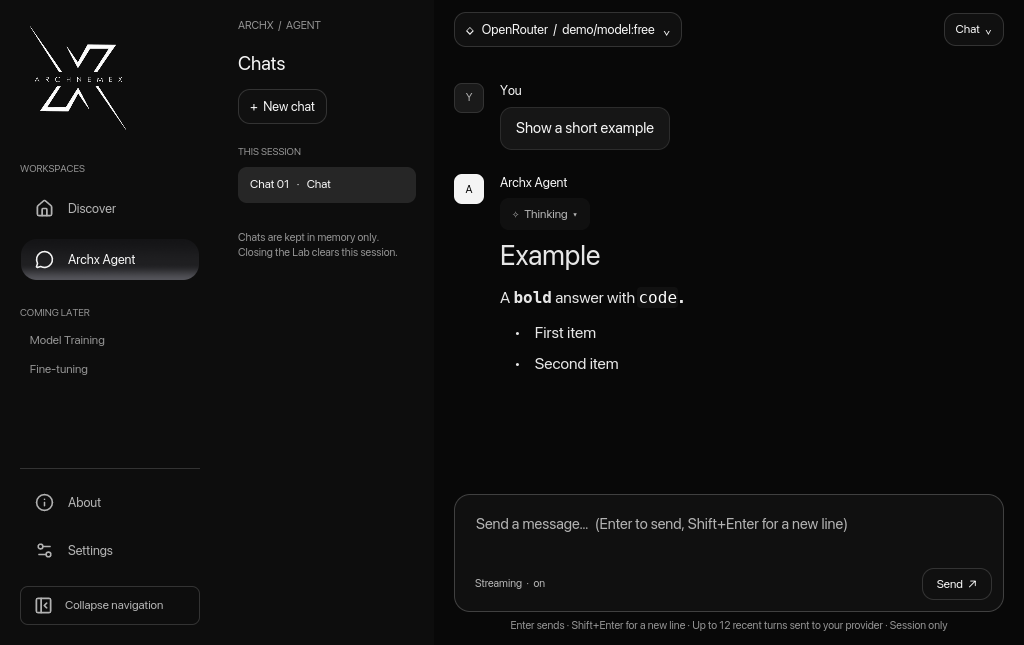 ARCHNEMEX
WORKSPACES
Discover
Archx Agent
COMING LATER
Model Training
Fine-tuning
About
Settings
Collapse navigation
ARCHX / AGENT
Chats
+ New chat
THIS SESSION
Chat 01 · Chat
Chats are kept in memory only.
Closing the Lab clears this session.
OpenRouter / demo/model:free
Chat
Y
You
Show a short example
A
Archx Agent
Thinking
Example
A bold answer with code.
• First item
• Second item
Send a message... (Enter to send, Shift+Enter for a new line)
Streaming · on
Send ↗
Enter sends · Shift+Enter for a new line · Up to 12 recent turns sent to your provider · Session only